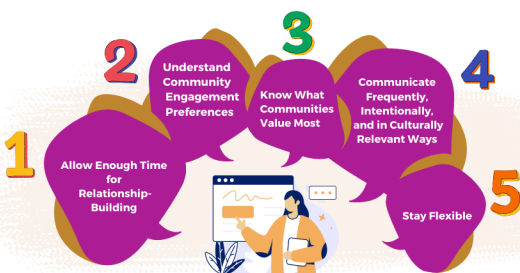 1
Allow Enough Time
for
Relationship-
Building
2
Understand
Community
Engagement
Preferences
3
Know What
Communities
Value Most
4
Communicate
Frequently,
Intentionally,
and in Culturally
Relevant Ways
5
Stay Flexible